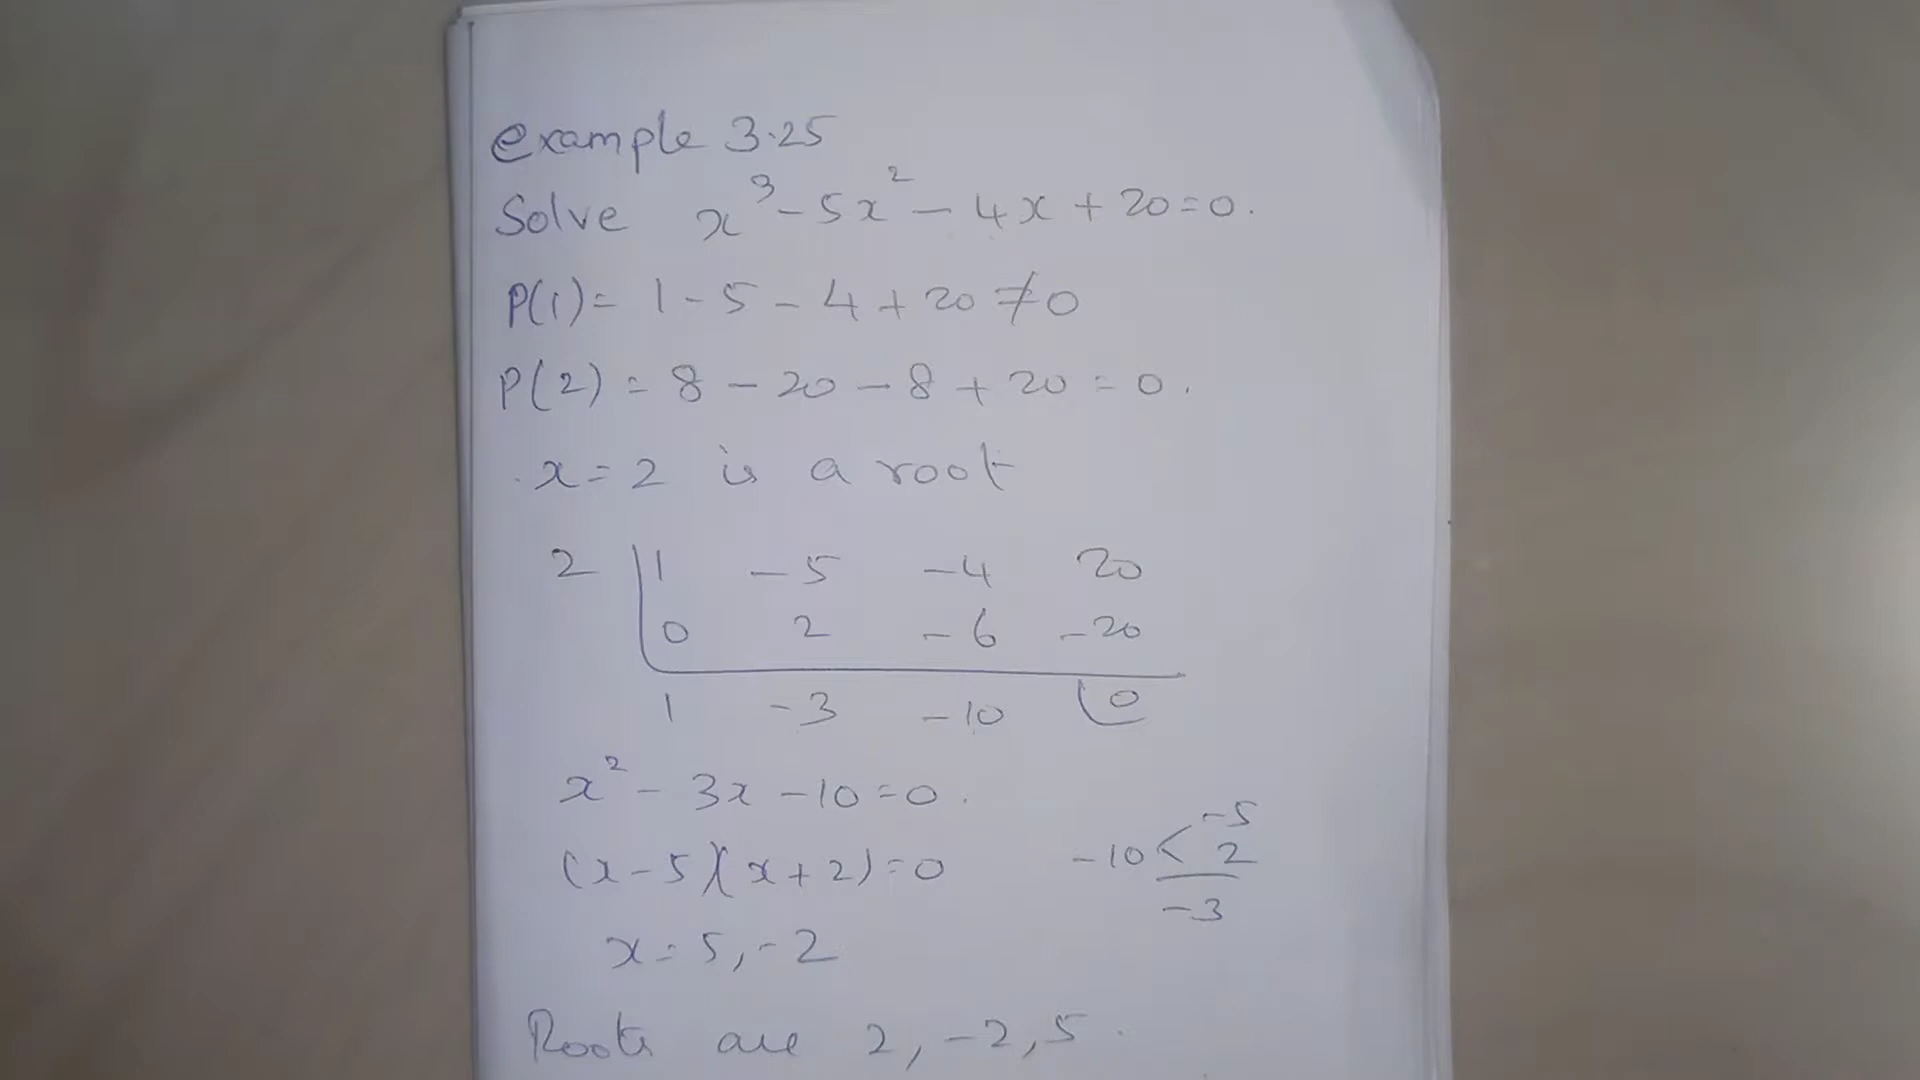 example 3.25
Solve x³ - 5x² - 4x + 20 = 0.
P(1) = 1 - 5 - 4 + 20 ≠ 0
P(2) = 8 - 20 - 8 + 20 = 0.
x = 2 is a root
2 | 1 -5 -4 20
0 2 -6 -20
1 -3 -10 0
x² - 3x - 10 = 0.
(x - 5)(x + 2) = 0
-10 < -5
2
-3
x = 5, -2
Roots are 2, -2, 5.